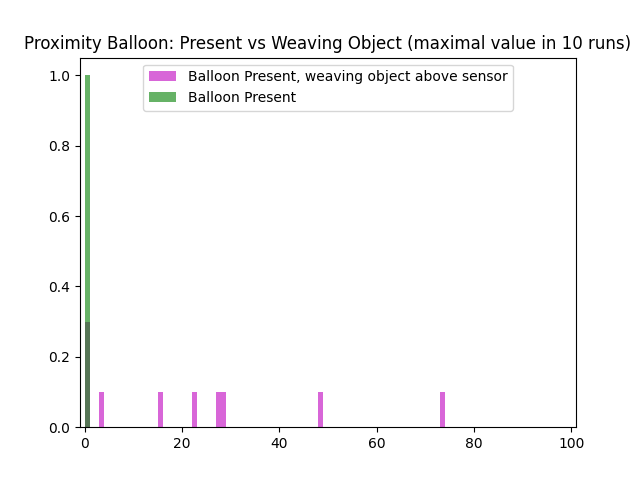 Proximity Balloon: Present vs Weaving Object (maximal value in 10 runs)
Balloon Present, weaving object above sensor
Balloon Present
1.0
0.8
0.6
0.4
0.2
0.0
0 20 40 60 80 100